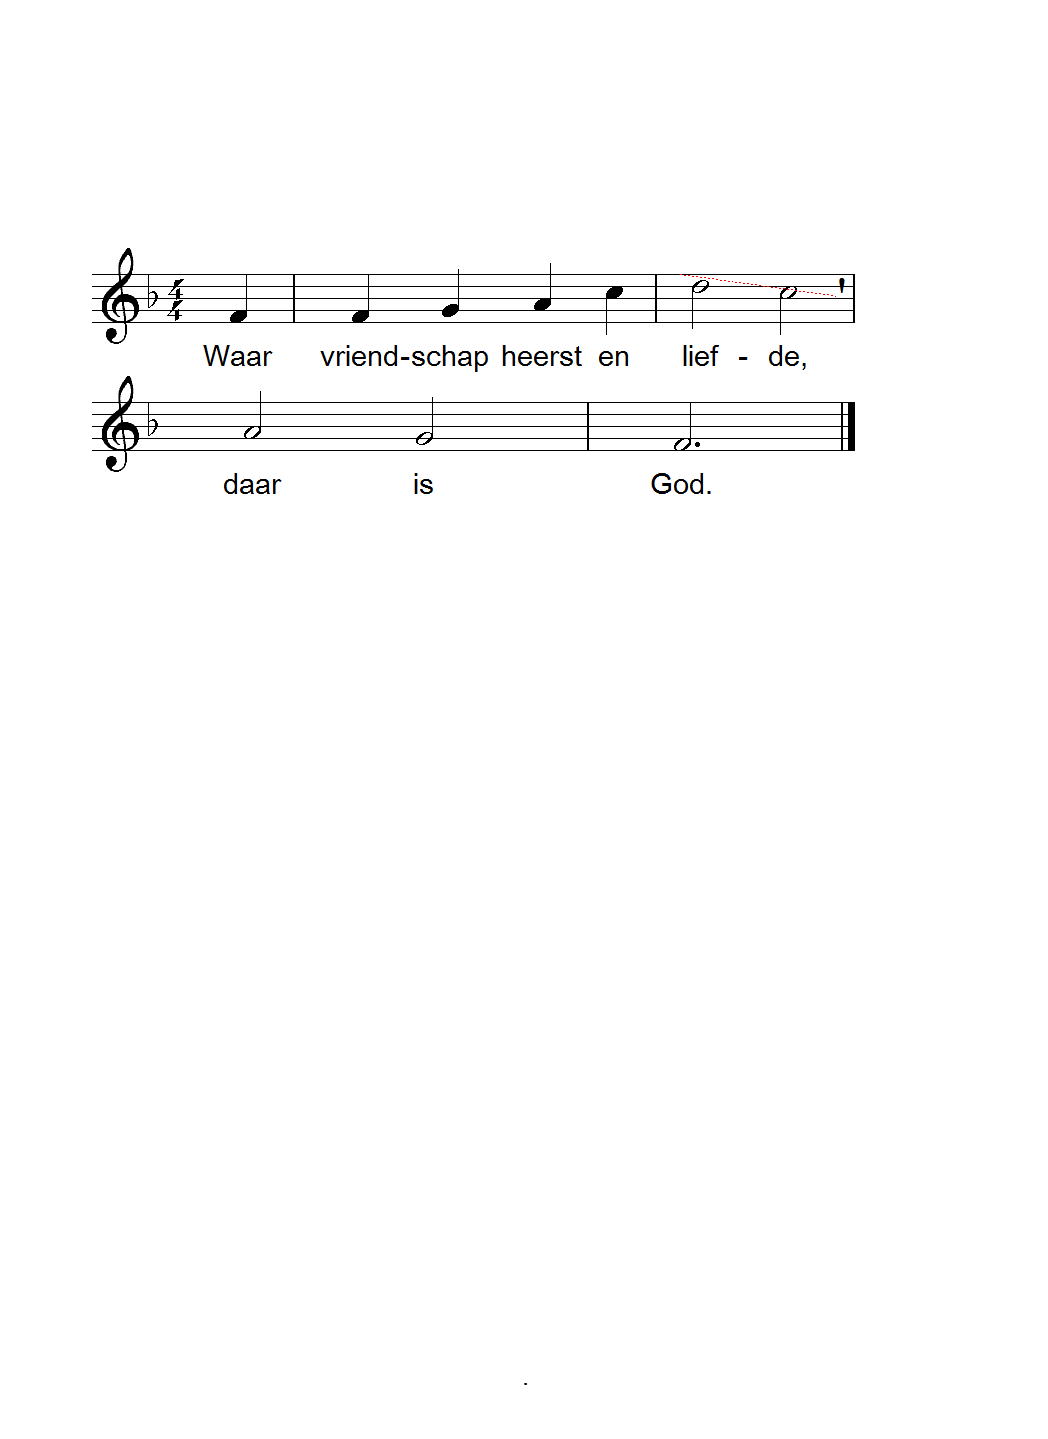 Waar vriend-schap heerst en lief - de,
daar is God.
.